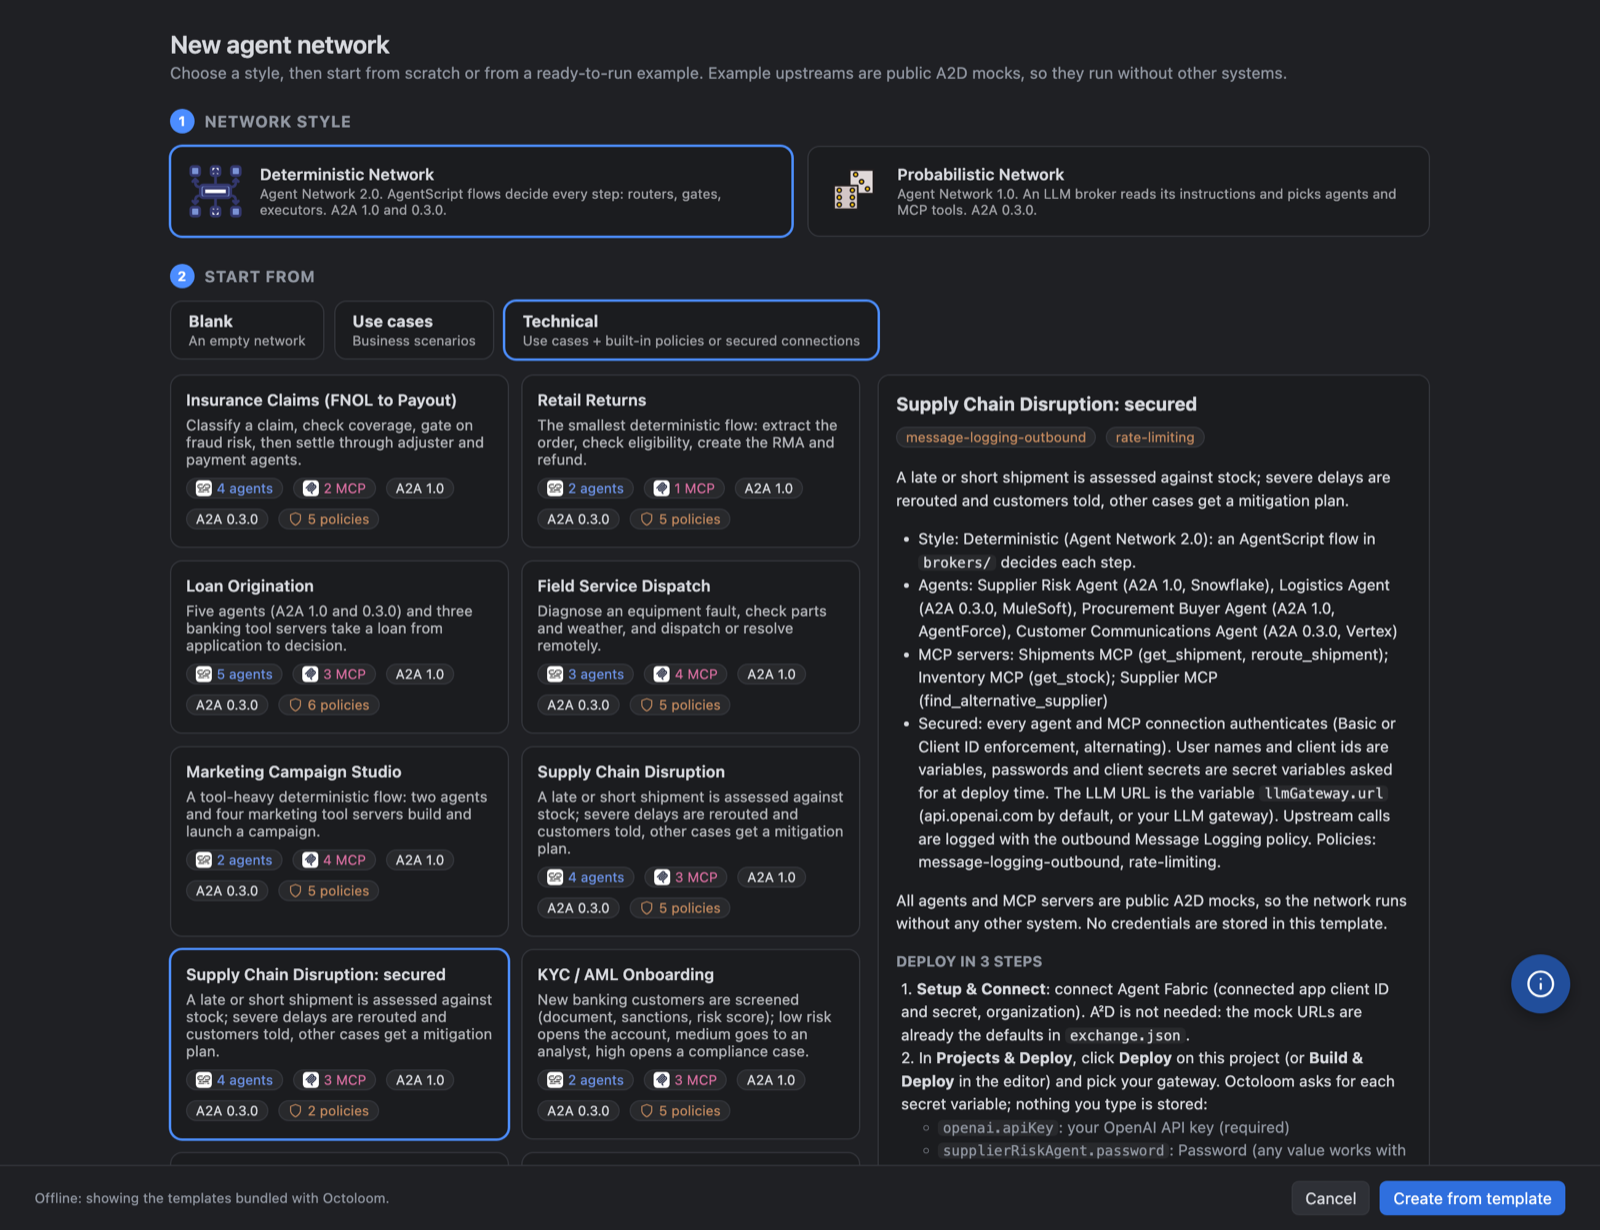 New agent network
Choose a style, then start from scratch or from a ready-to-run example. Example upstreams are public A2D mocks, so they run without other systems.
1 NETWORK STYLE
Deterministic Network
Agent Network 2.0. AgentScript flows decide every step: routers, gates,
executors. A2A 1.0 and 0.3.0.
Probabilistic Network
Agent Network 1.0. An LLM broker reads its instructions and picks agents and
MCP tools. A2A 0.3.0.
2 START FROM
Blank
An empty network
Use cases
Business scenarios
Technical
Use cases + built-in policies or secured connections
Insurance Claims (FNOL to Payout)
Classify a claim, check coverage, gate on
fraud risk, then settle through adjuster and
payment agents.
4 agents 2 MCP A2A 1.0
A2A 0.3.0 5 policies
Retail Returns
The smallest deterministic flow: extract the
order, check eligibility, create the RMA and
refund.
2 agents 1 MCP A2A 1.0
A2A 0.3.0 5 policies
Loan Origination
Five agents (A2A 1.0 and 0.3.0) and three
banking tool servers take a loan from
application to decision.
5 agents 3 MCP A2A 1.0
A2A 0.3.0 6 policies
Field Service Dispatch
Diagnose an equipment fault, check parts
and weather, and dispatch or resolve
remotely.
3 agents 4 MCP A2A 1.0
A2A 0.3.0 5 policies
Marketing Campaign Studio
A tool-heavy deterministic flow: two agents
and four marketing tool servers build and
launch a campaign.
2 agents 4 MCP A2A 1.0
A2A 0.3.0 5 policies
Supply Chain Disruption
A late or short shipment is assessed against
stock; severe delays are rerouted and
customers told, other cases get a mitigation
plan.
4 agents 3 MCP A2A 1.0
A2A 0.3.0 5 policies
Supply Chain Disruption: secured
A late or short shipment is assessed against
stock; severe delays are rerouted and
customers told, other cases get a mitigation
plan.
4 agents 3 MCP A2A 1.0
A2A 0.3.0 2 policies
KYC / AML Onboarding
New banking customers are screened
(document, sanctions, risk score); low risk
opens the account, medium goes to an
analyst, high opens a compliance case.
2 agents 3 MCP A2A 1.0
A2A 0.3.0 5 policies
Supply Chain Disruption: secured
message-logging-outbound rate-limiting
A late or short shipment is assessed against stock; severe delays are
rerouted and customers told, other cases get a mitigation plan.
• Style: Deterministic (Agent Network 2.0): an AgentScript flow in
brokers/ decides each step.
• Agents: Supplier Risk Agent (A2A 1.0, Snowflake), Logistics Agent
(A2A 0.3.0, MuleSoft), Procurement Buyer Agent (A2A 1.0,
AgentForce), Customer Communications Agent (A2A 0.3.0, Vertex)
• MCP servers: Shipments MCP (get_shipment, reroute_shipment);
Inventory MCP (get_stock); Supplier MCP
(find_alternative_supplier)
• Secured: every agent and MCP connection authenticates (Basic or
Client ID enforcement, alternating). User names and client ids are
variables, passwords and client secrets are secret variables asked
for at deploy time. The LLM URL is the variable llmGateway.url
(api.openai.com by default, or your LLM gateway). Upstream calls
are logged with the outbound Message Logging policy. Policies:
message-logging-outbound, rate-limiting.
All agents and MCP servers are public A2D mocks, so the network runs
without any other system. No credentials are stored in this template.
DEPLOY IN 3 STEPS
1. Setup & Connect: connect Agent Fabric (connected app client ID
and secret, organization). A²D is not needed: the mock URLs are
already the defaults in exchange.json.
2. In Projects & Deploy, click Deploy on this project (or Build &
Deploy in the editor) and pick your gateway. Octoloom asks for each
secret variable; nothing you type is stored:
◦ openai.apiKey: your OpenAI API key (required)
◦ supplierRiskAgent.password: Password (any value works with
Offline: showing the templates bundled with Octoloom.
Cancel
Create from template